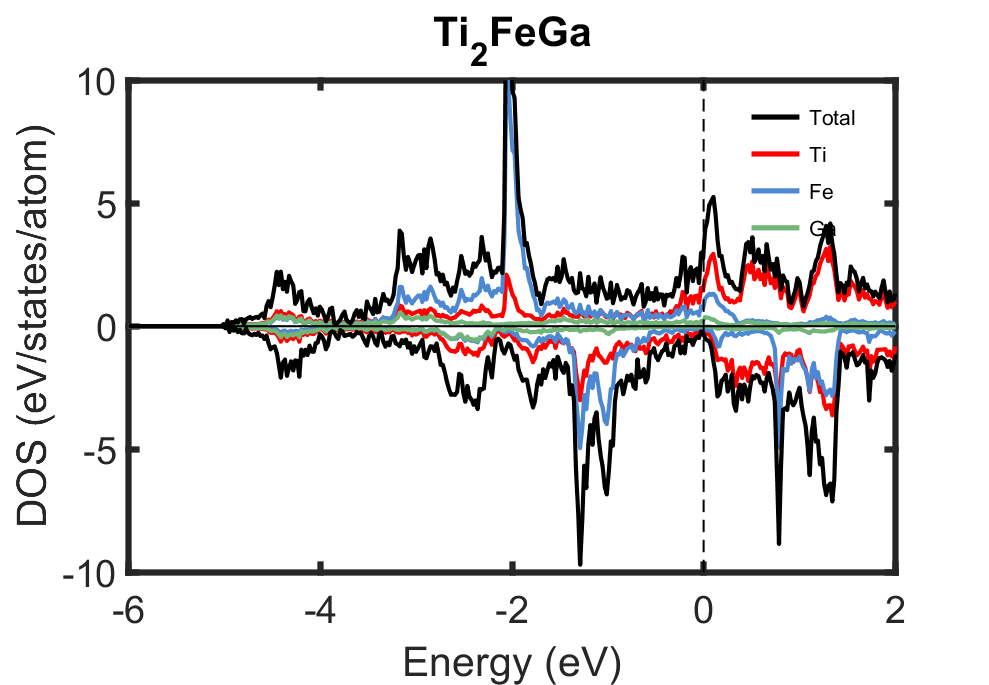 Ti₂FeGa
DOS (eV/states/atom)
10
5
0
-5
-10
Total
Ti
Fe
Ga
-6 -4 -2 0 2
Energy (eV)